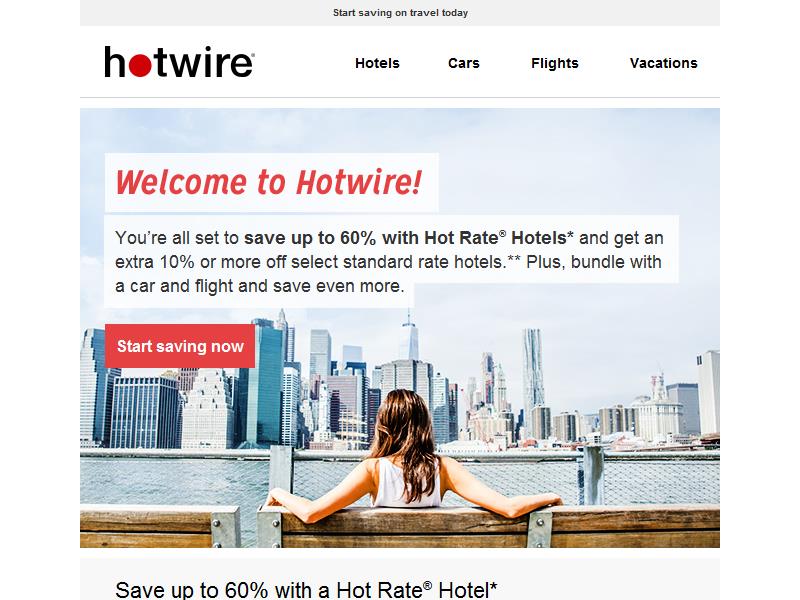 Start saving on travel today
hotwire®
Hotels Cars Flights Vacations
Welcome to Hotwire!
You’re all set to save up to 60% with Hot Rate® Hotels* and get an
extra 10% or more off select standard rate hotels.** Plus, bundle with
a car and flight and save even more.
Start saving now
Save up to 60% with a Hot Rate® Hotel*